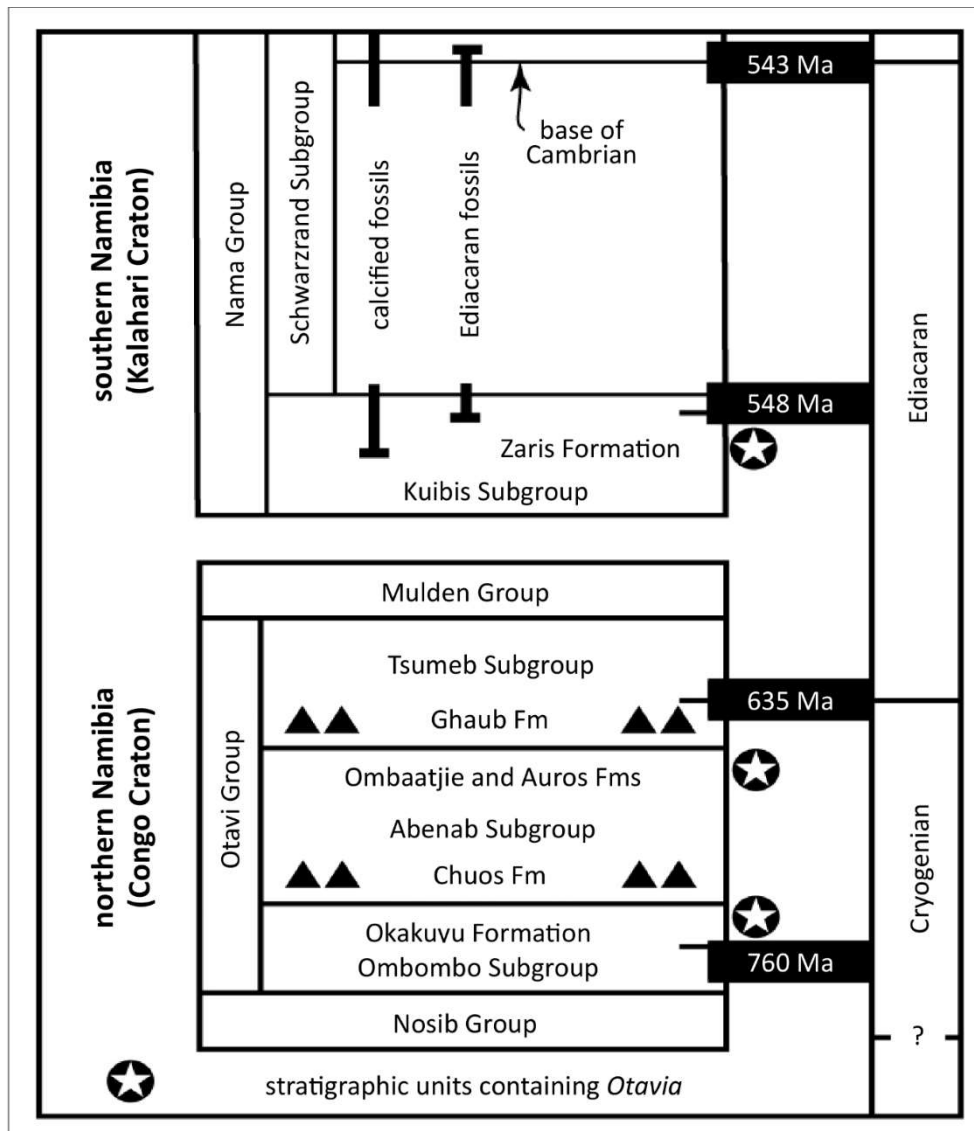 southern Namibia
(Kalahari Craton)
Nama Group
Schwarzrand Subgroup
calcified fossils
Ediacaran fossils
base of
Cambrian
543 Ma
548 Ma
Ediacaran
Zaris Formation
Kuibis Subgroup
northern Namibia
(Congo Craton)
Mulden Group
Otavi Group
Tsumeb Subgroup
635 Ma
Ghaub Fm
Ombaatjie and Auros Fms
Abenab Subgroup
Chuos Fm
Cryogenian
Okakuvu Formation
Ombombo Subgroup
760 Ma
Nosib Group
?
stratigraphic units containing Otavia